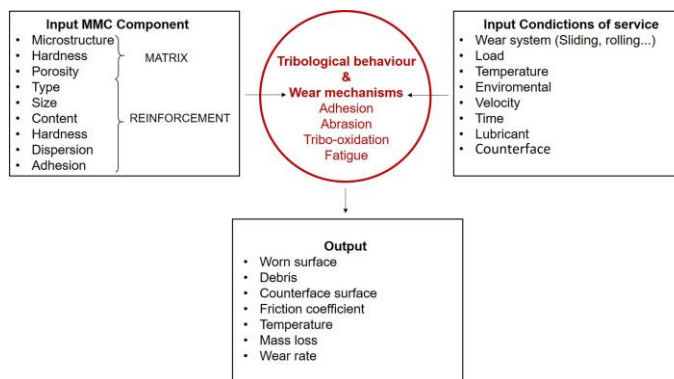 Input MMC Component
Microstructure
Hardness
Porosity
Type
Size
Content
Hardness
Dispersion
Adhesion
MATRIX
REINFORCEMENT
Tribological behaviour
&
Wear mechanisms
Adhesion
Abrasion
Tribo-oxidation
Fatigue
Input Condictions of service
Wear system (Sliding, rolling...)
Load
Temperature
Enviromental
Velocity
Time
Lubricant
Counterface
Output
Worn surface
Debris
Counterface surface
Friction coefficient
Temperature
Mass loss
Wear rate